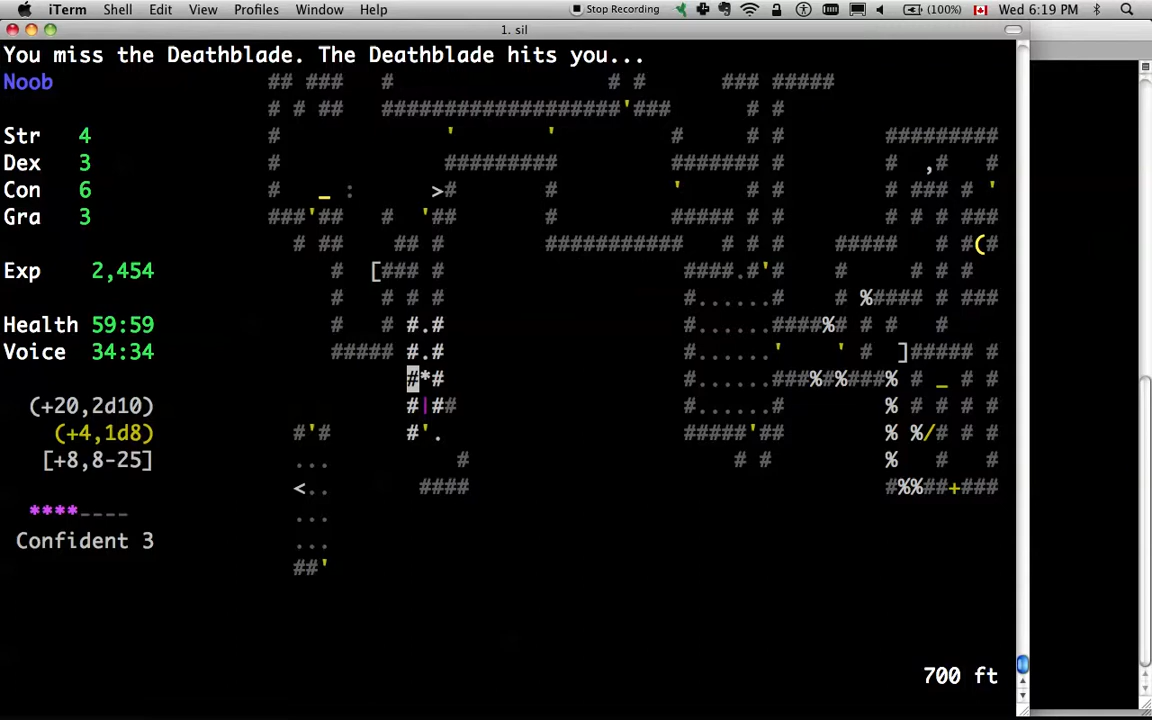 iTerm Shell Edit View Profiles Window Help Stop Recording (100%) Wed 6:19 PM
1. sil
You miss the Deathblade. The Deathblade hits you...
Noob ## ### # # # ### #####
# # ## ###################'### # #
Str 4 # ' ' # # #########
Dex 3 # ######### ####### # # ,# #
Con 6 # _ : ># # ' # # # ### # '
Gra 3 ###'## # '## # ##### # # # # ###
# ## ## # ########### # # # ##### # #(#
Exp 2,454 # [### # ####.#'# # # # #
# # # # #......# # %#### # ###
Health 59:59 # # #.# #......####%# # # #
Voice 34:34 ##### #.# #......' ' # ]##### #
#*# #......###%#%###% # _ # #
(+20,2d10) #|## #......# % # # # #
(+4,1d8) #'# #'. #####'## % %/# # #
[+8,8-25] ... # # # % # #
<.. #### #%%##+###
****---- ...
Confident 3 ...
##'
700 ft